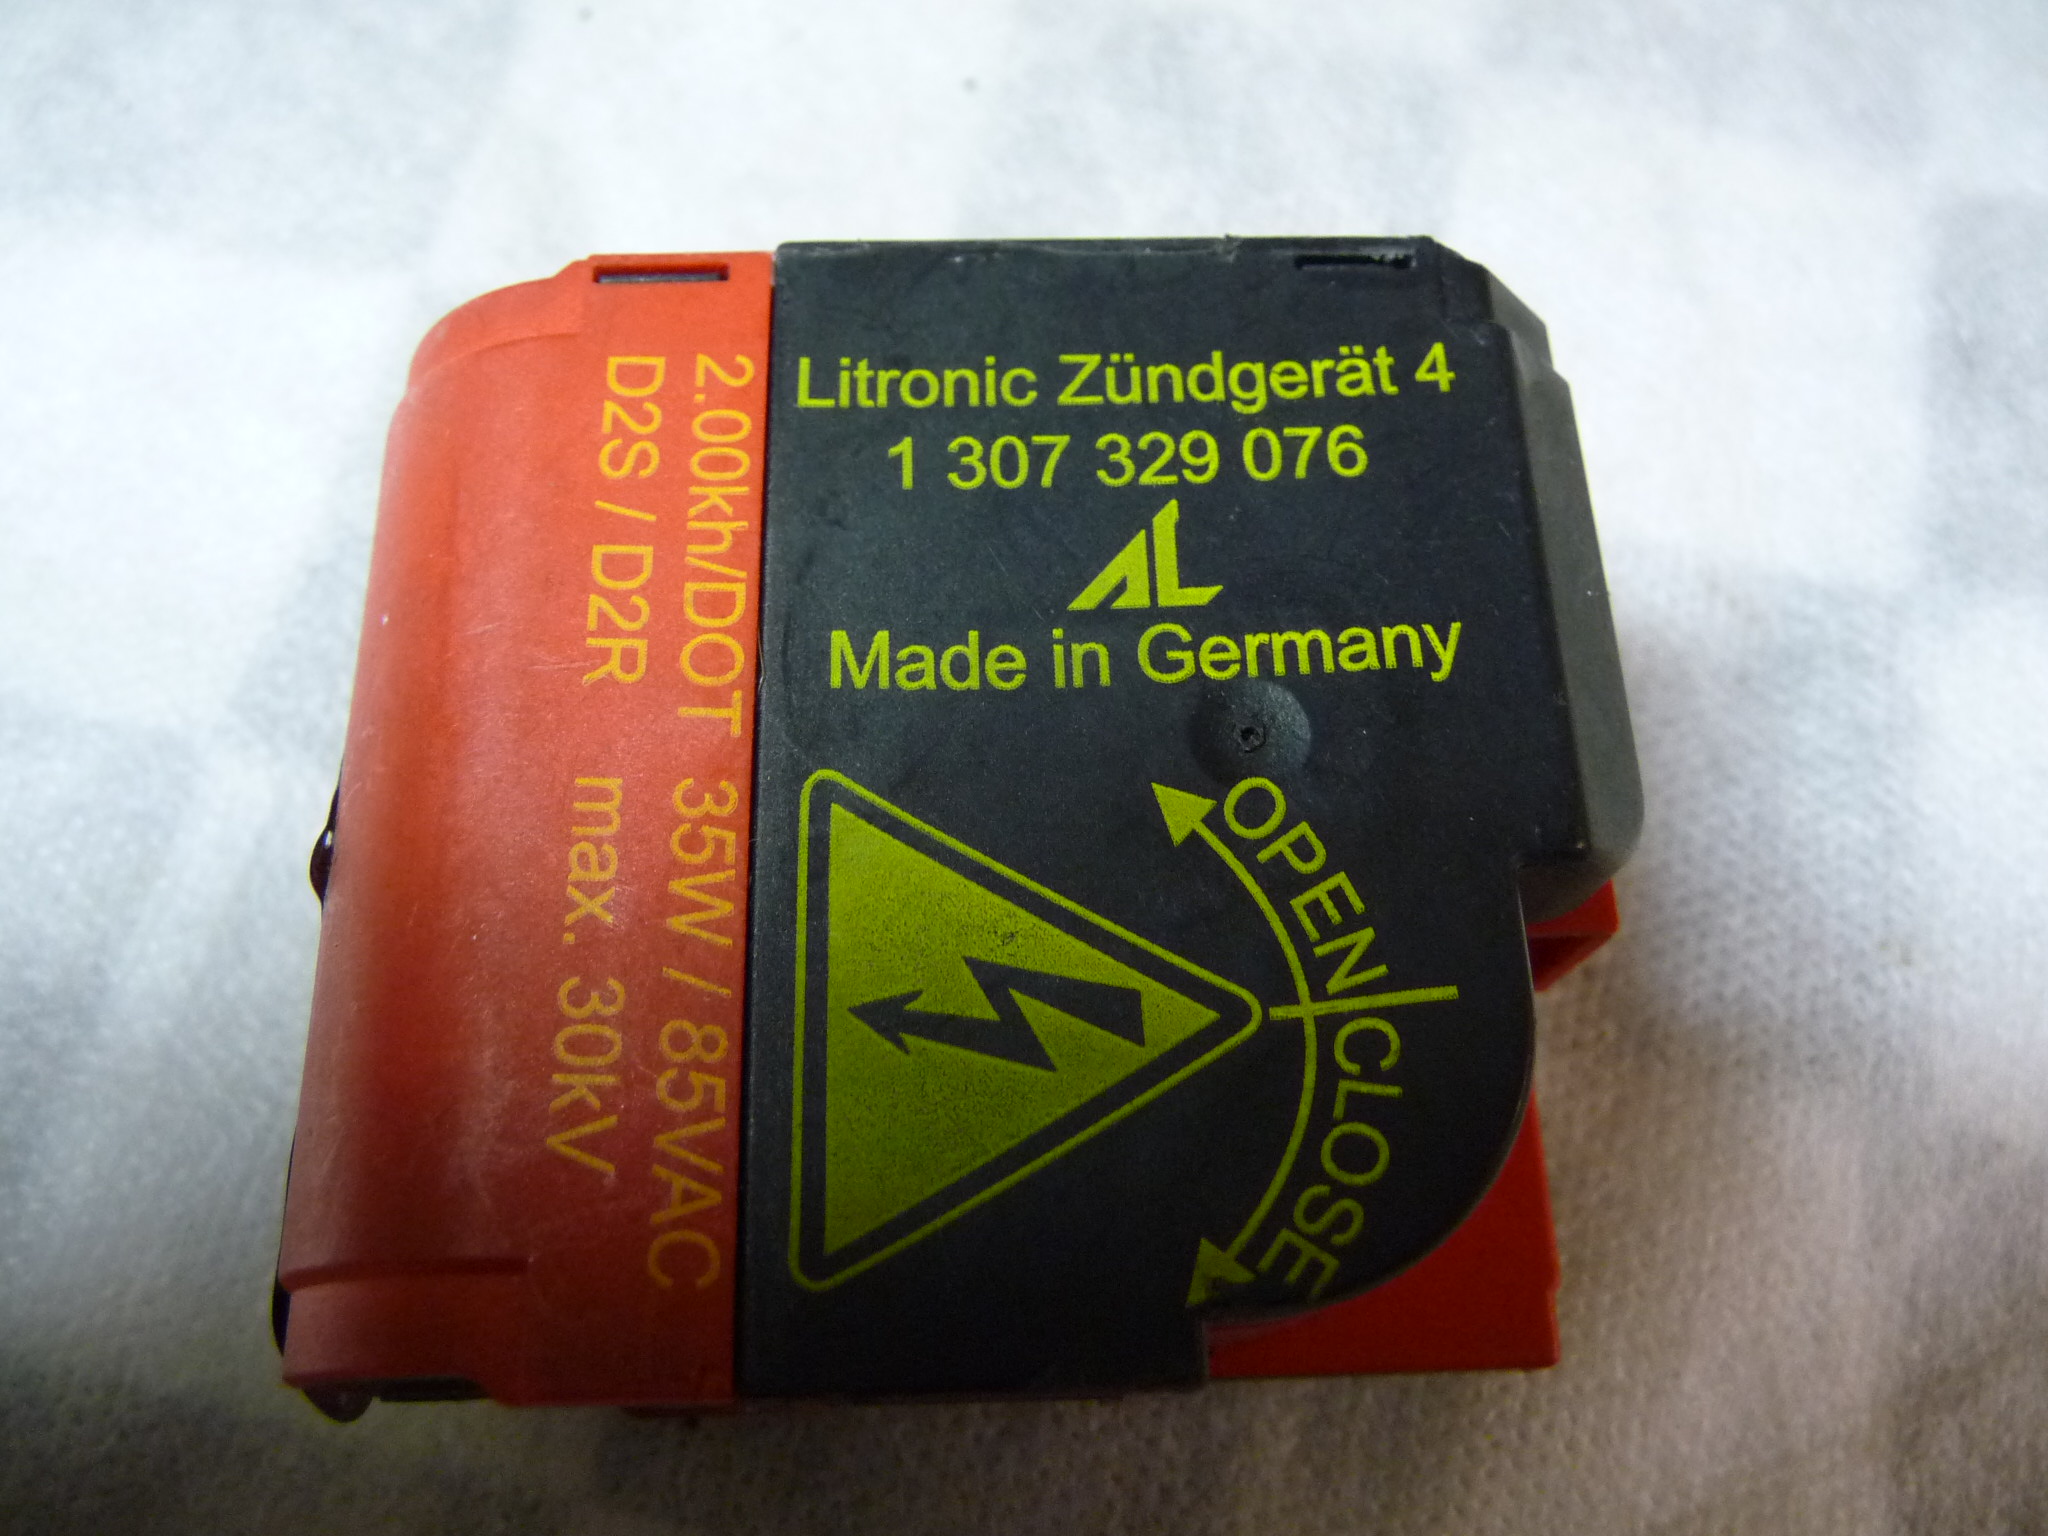 Litronic Zündgerät 4
1 307 329 076
AL
Made in Germany
OPEN/CLOSE
2.00kh/DOT 35W / 85VAC
D2S / D2R max. 30kV